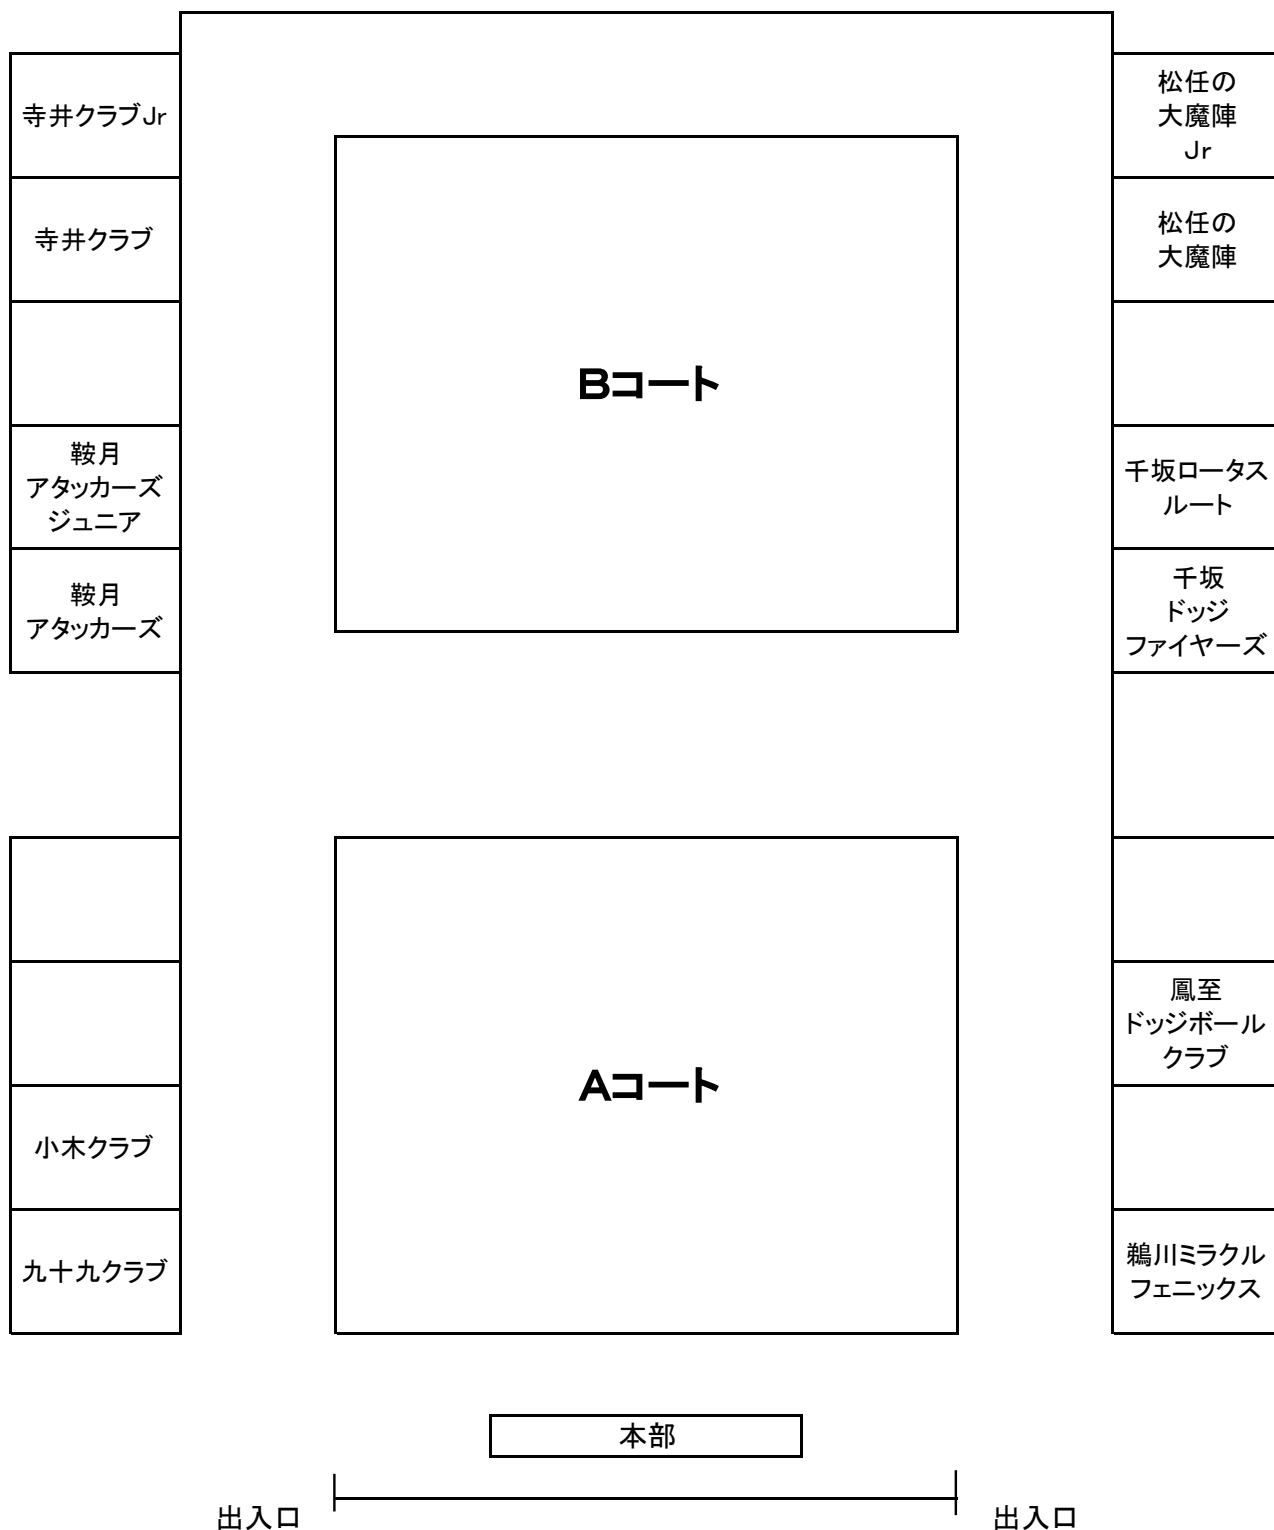 寺井クラブJr
松任の
大魔陣
Jr
寺井クラブ
松任の
大魔陣
Bコート
鞍月
アタッカーズ
ジュニア
千坂ロータス
ルート
鞍月
アタッカーズ
千坂
ドッジ
ファイヤーズ
鳳至
ドッジボール
クラブ
Aコート
小木クラブ
九十九クラブ
鵜川ミラクル
フェニックス
本部
出入口
出入口